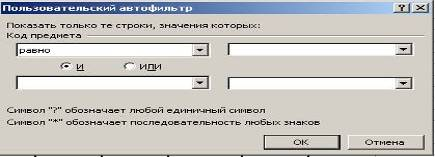 Пользовательский автофильтр
Показать только те строки, значения которых:
Код предмета
равно
И ИЛИ
Символ "?" обозначает любой единичный символ
Символ "*" обозначает последовательность любых знаков
OK Отмена